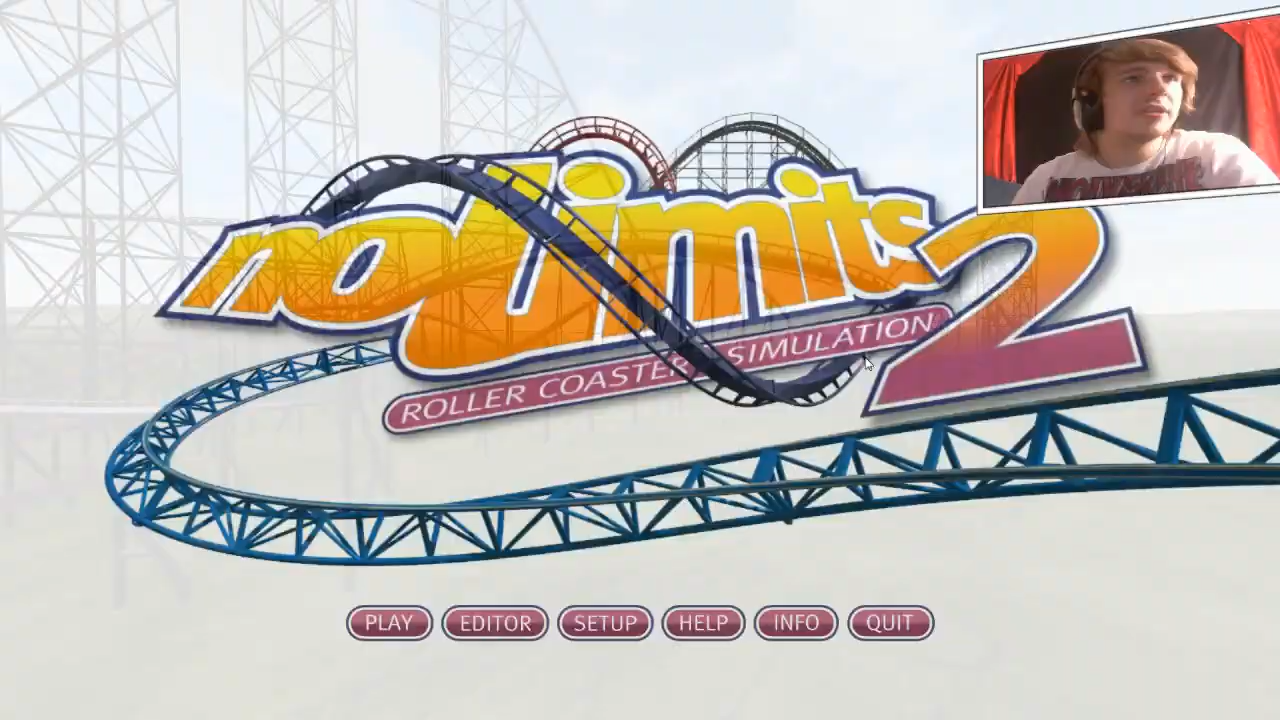 noLimits 2
ROLLER COASTER SIMULATION
PLAY EDITOR SETUP HELP INFO QUIT